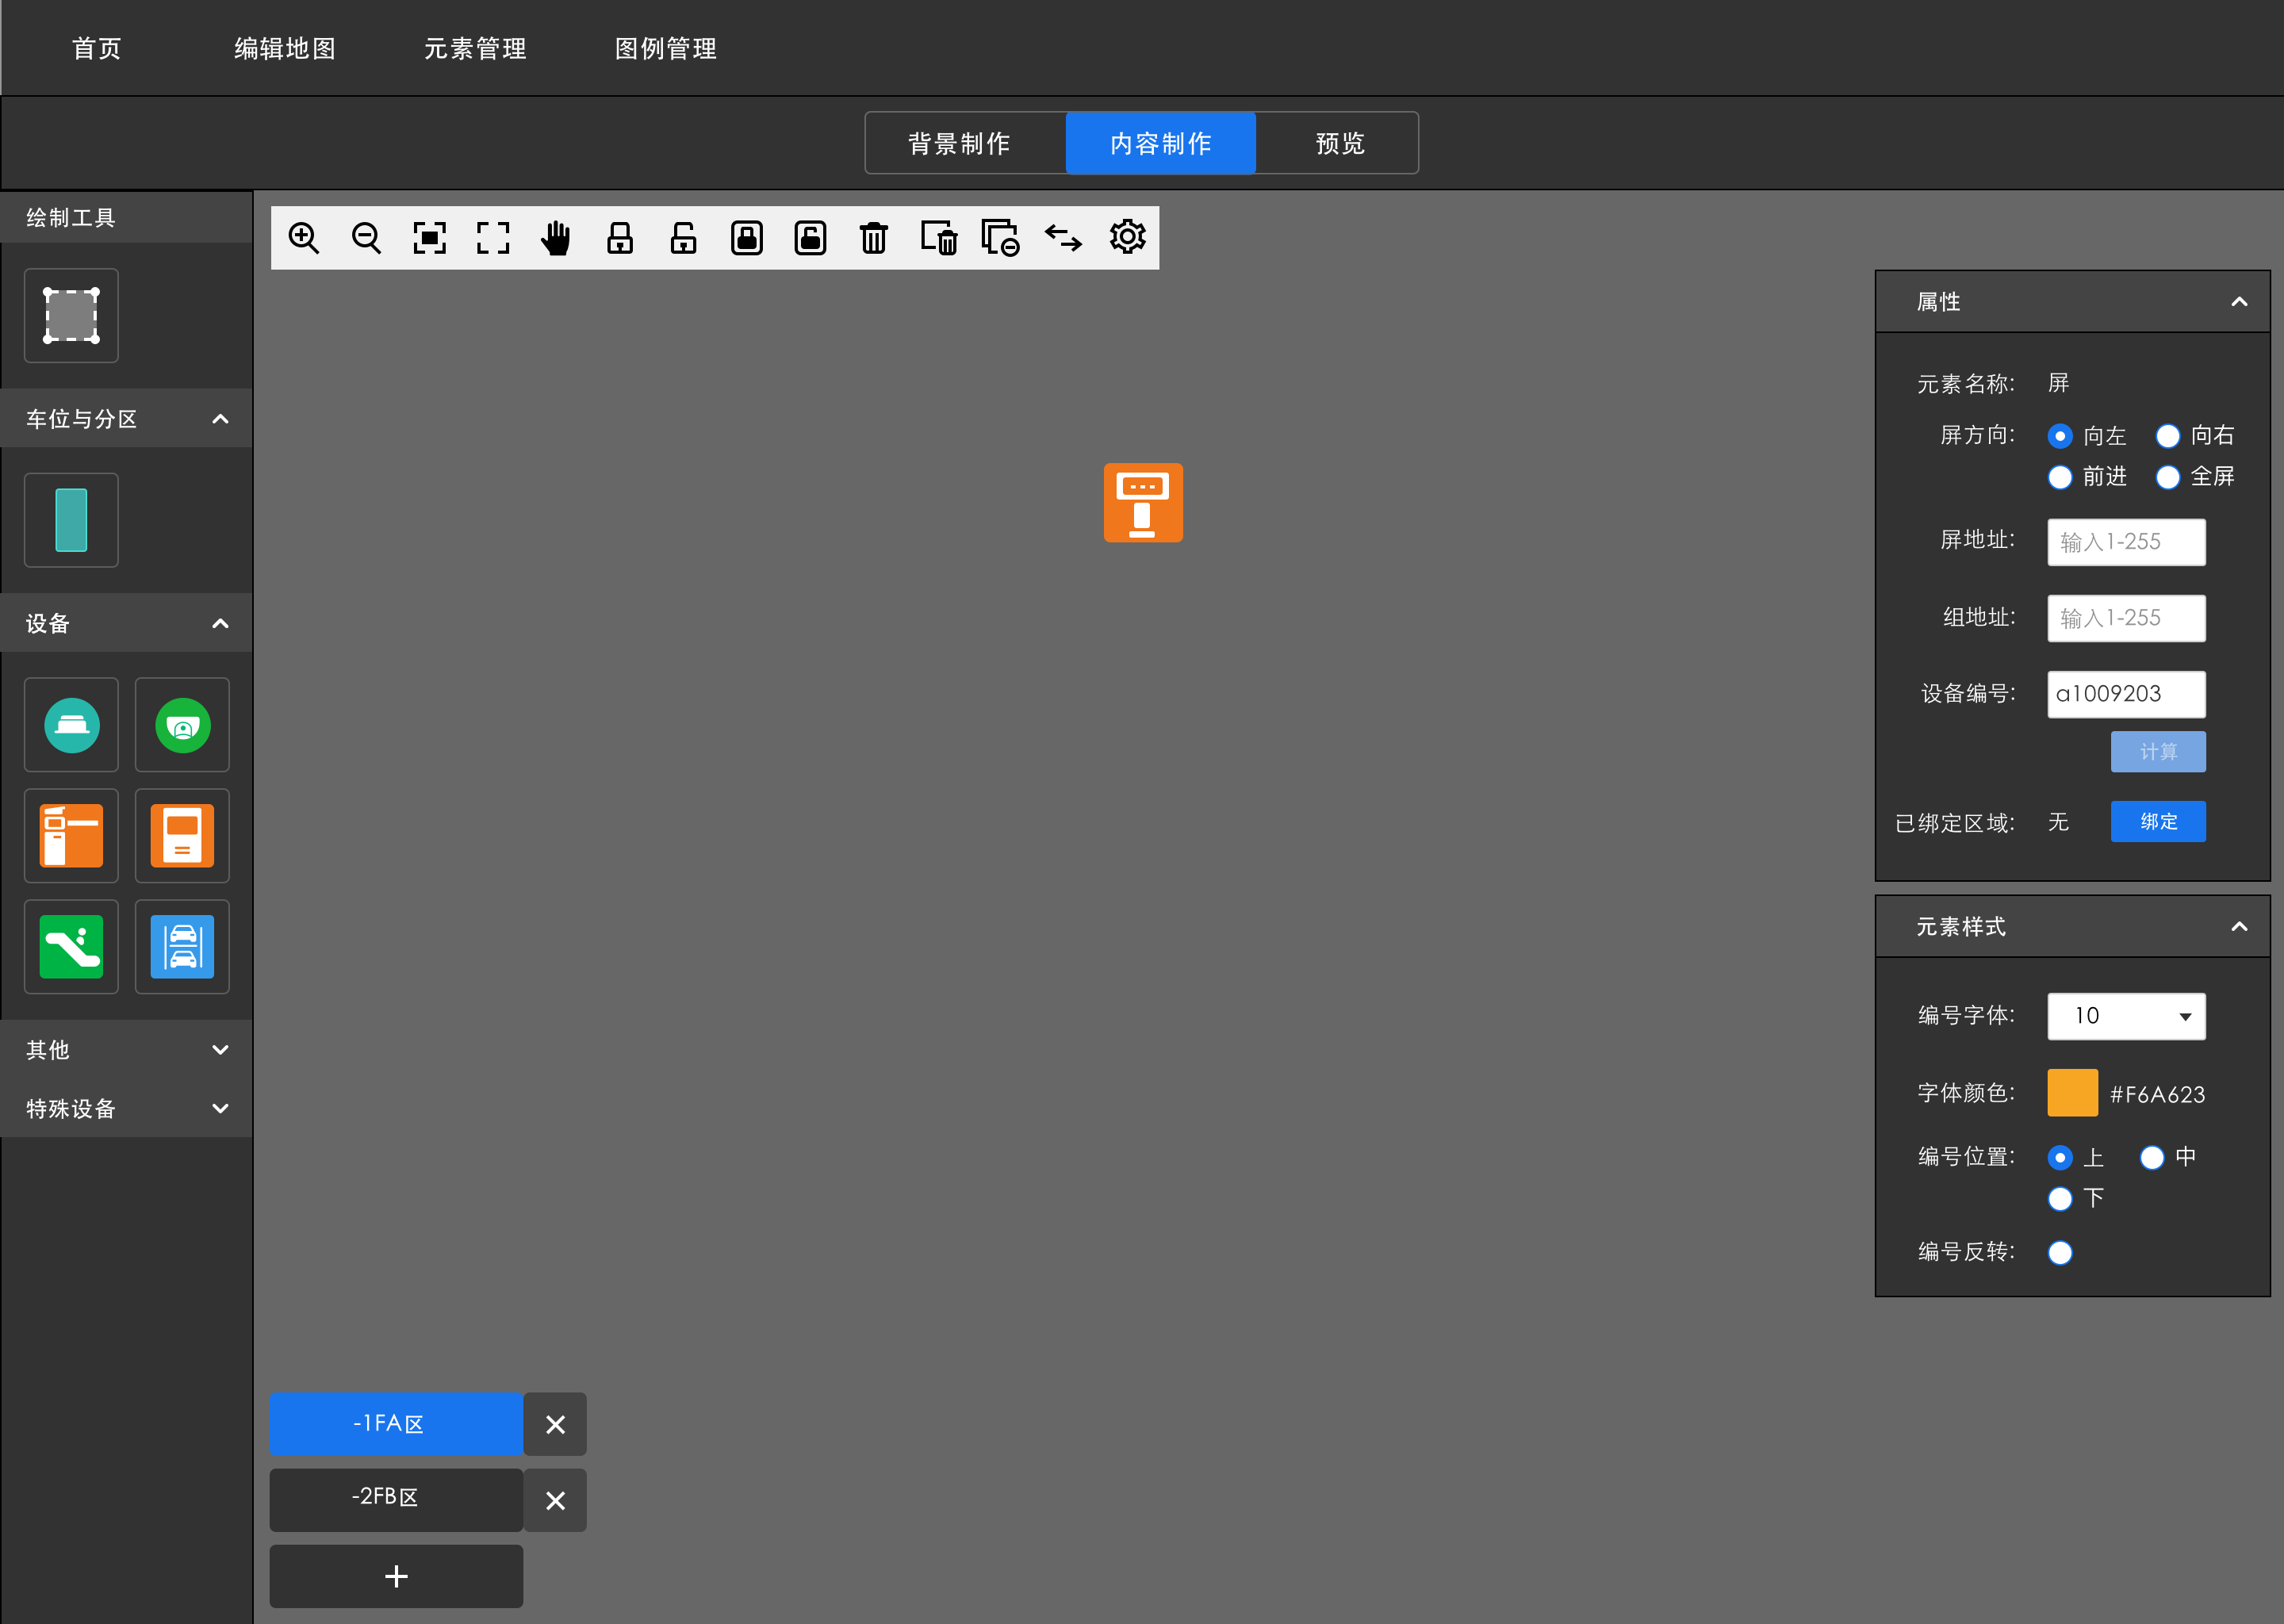 首页 编辑地图 元素管理 图例管理
背景制作 内容制作 预览
绘制工具
车位与分区
设备
其他
特殊设备
-1FA区
-2FB区
属性
元素名称: 屏
屏方向: 向左 向右
前进 全屏
屏地址: 输入1-255
组地址: 输入1-255
设备编号: a1009203
计算
已绑定区域: 无 绑定
元素样式
编号字体: 10
字体颜色: #F6A623
编号位置: 上 中
下
编号反转: